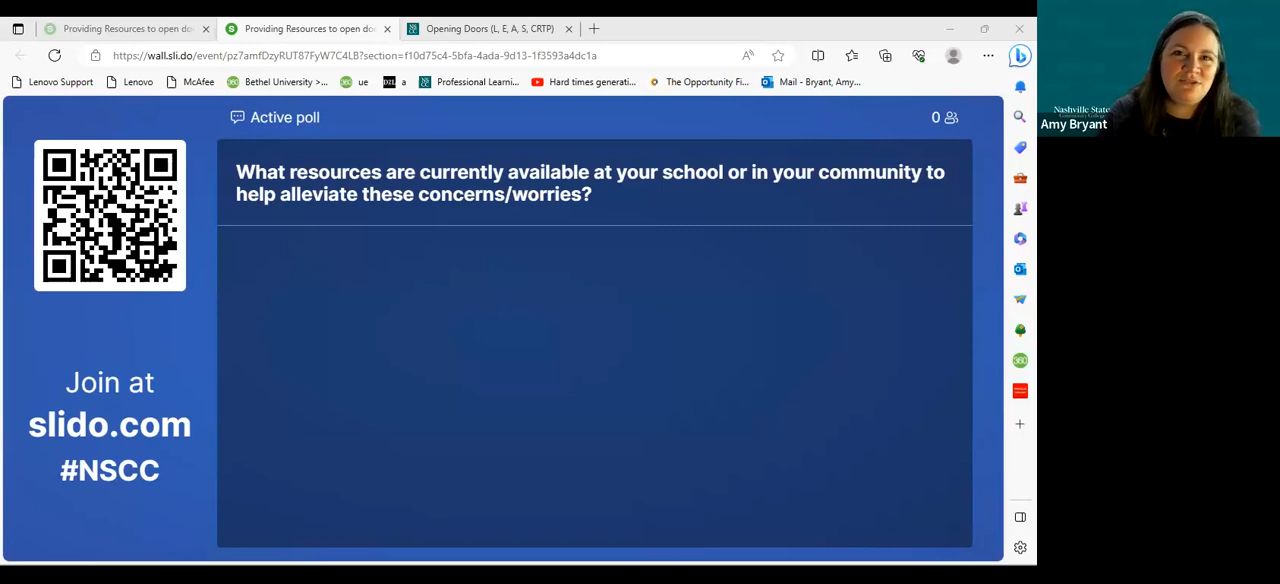 Providing Resources to open do
Providing Resources to open do
Opening Doors (L, E, A, S, CRTP)
https://wall.sli.do/event/pz7amfDzyRUT87FyW7C4LB?section=f10d75c4-5bfa-4ada-9d13-1f3593a4dc1a
Lenovo Support
Lenovo
McAfee
Bethel University >...
ue
a
Professional Learni...
Hard times generati...
The Opportunity Fi...
Mail - Bryant, Amy...
Active poll
0
What resources are currently available at your school or in your community to
help alleviate these concerns/worries?
Join at
slido.com
#NSCC
Nashville State
Community College
Amy Bryant